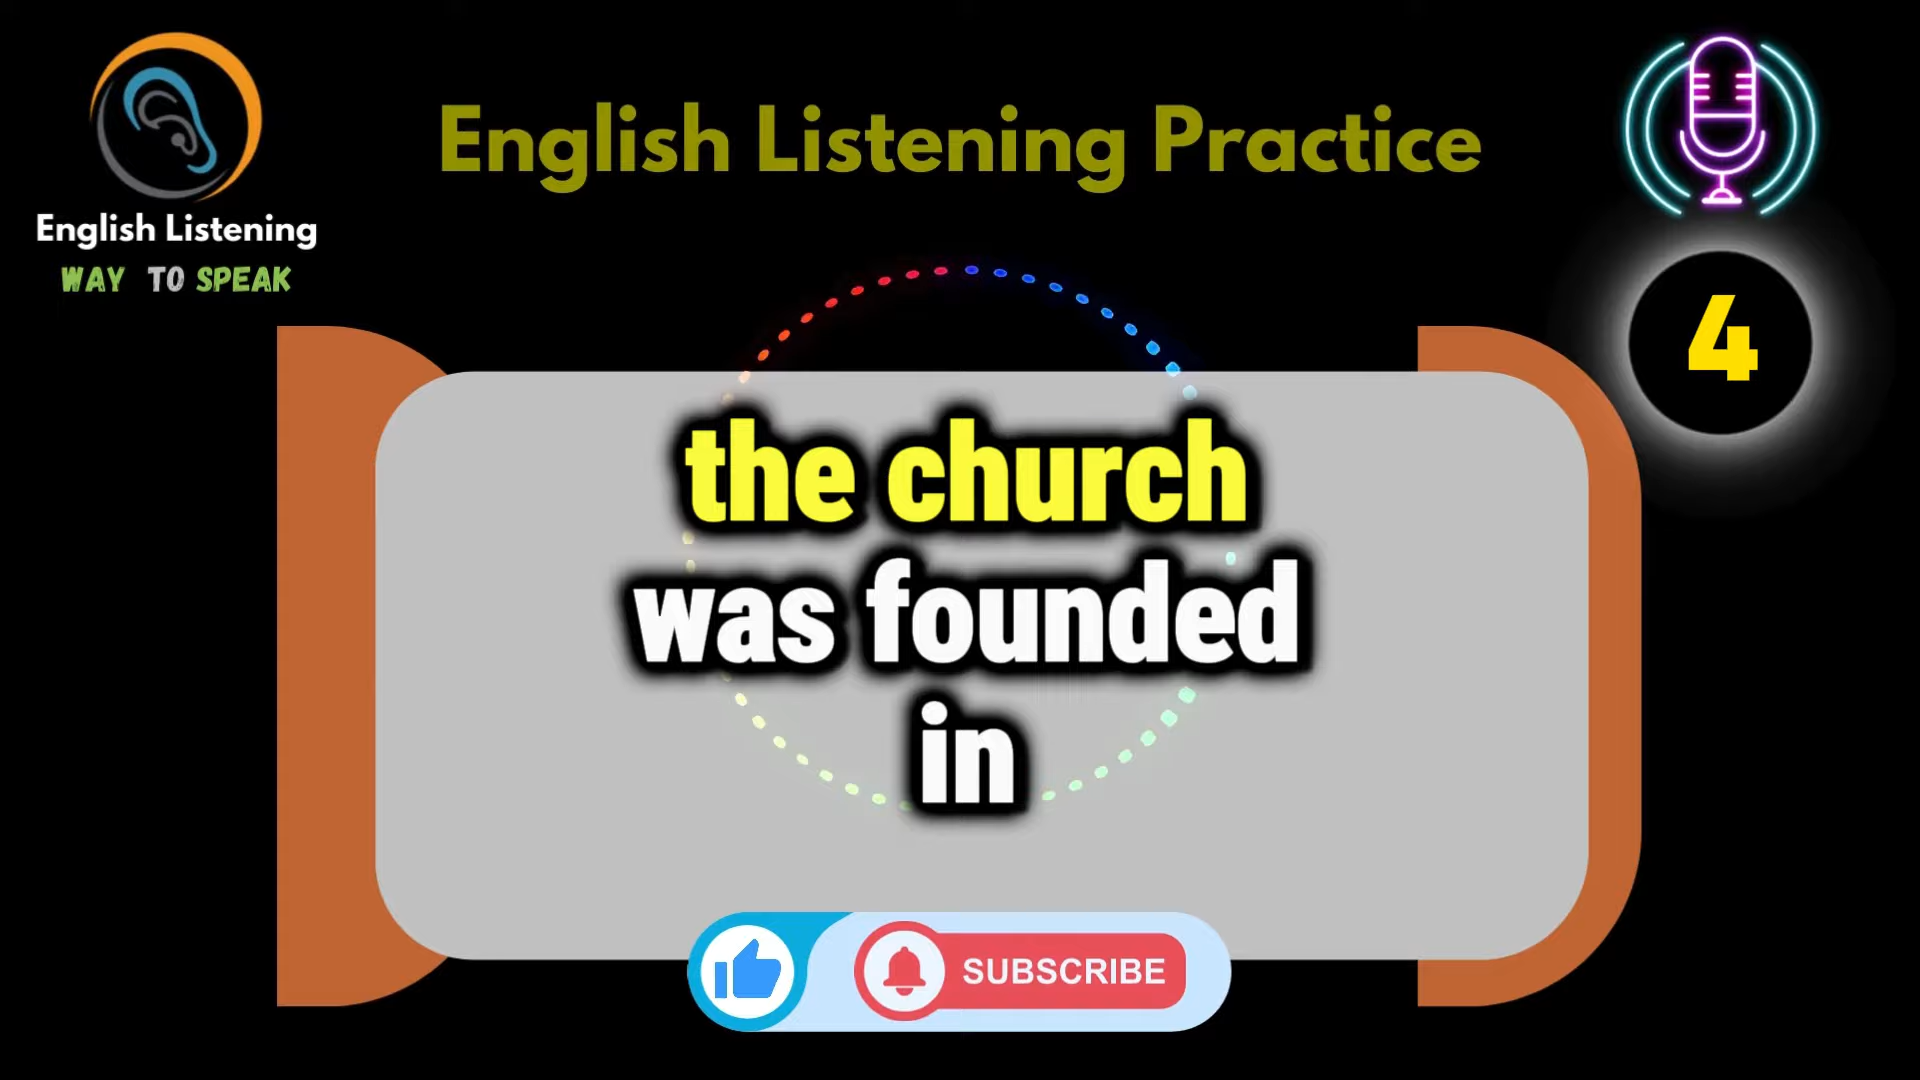 English Listening Practice
English Listening
WAY TO SPEAK
4
the church
was founded
in
SUBSCRIBE